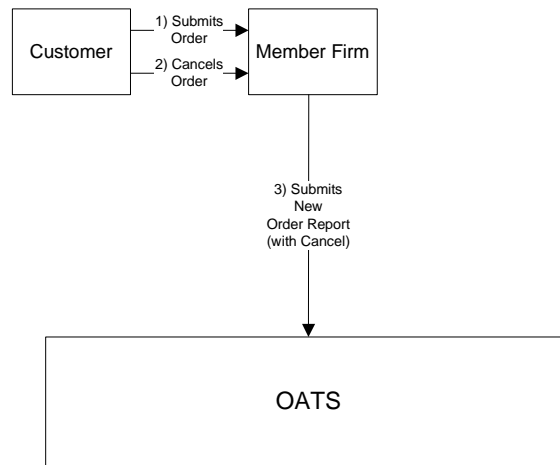 Customer
1) Submits
Order
2) Cancels
Order
Member Firm
3) Submits
New
Order Report
(with Cancel)
OATS